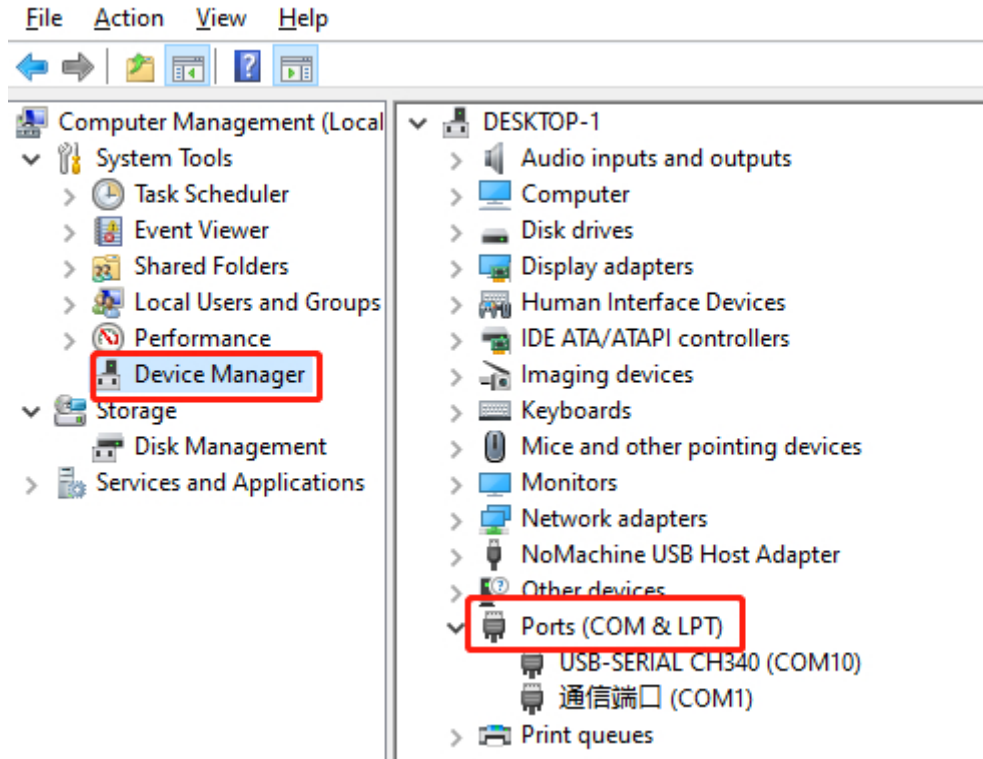 File Action View Help
Computer Management (Local
System Tools
Task Scheduler
Event Viewer
Shared Folders
Local Users and Groups
Performance
Device Manager
Storage
Disk Management
Services and Applications
DESKTOP-1
Audio inputs and outputs
Computer
Disk drives
Display adapters
Human Interface Devices
IDE ATA/ATAPI controllers
Imaging devices
Keyboards
Mice and other pointing devices
Monitors
Network adapters
NoMachine USB Host Adapter
Other devices
Ports (COM & LPT)
USB-SERIAL CH340 (COM10)
通信端口 (COM1)
Print queues